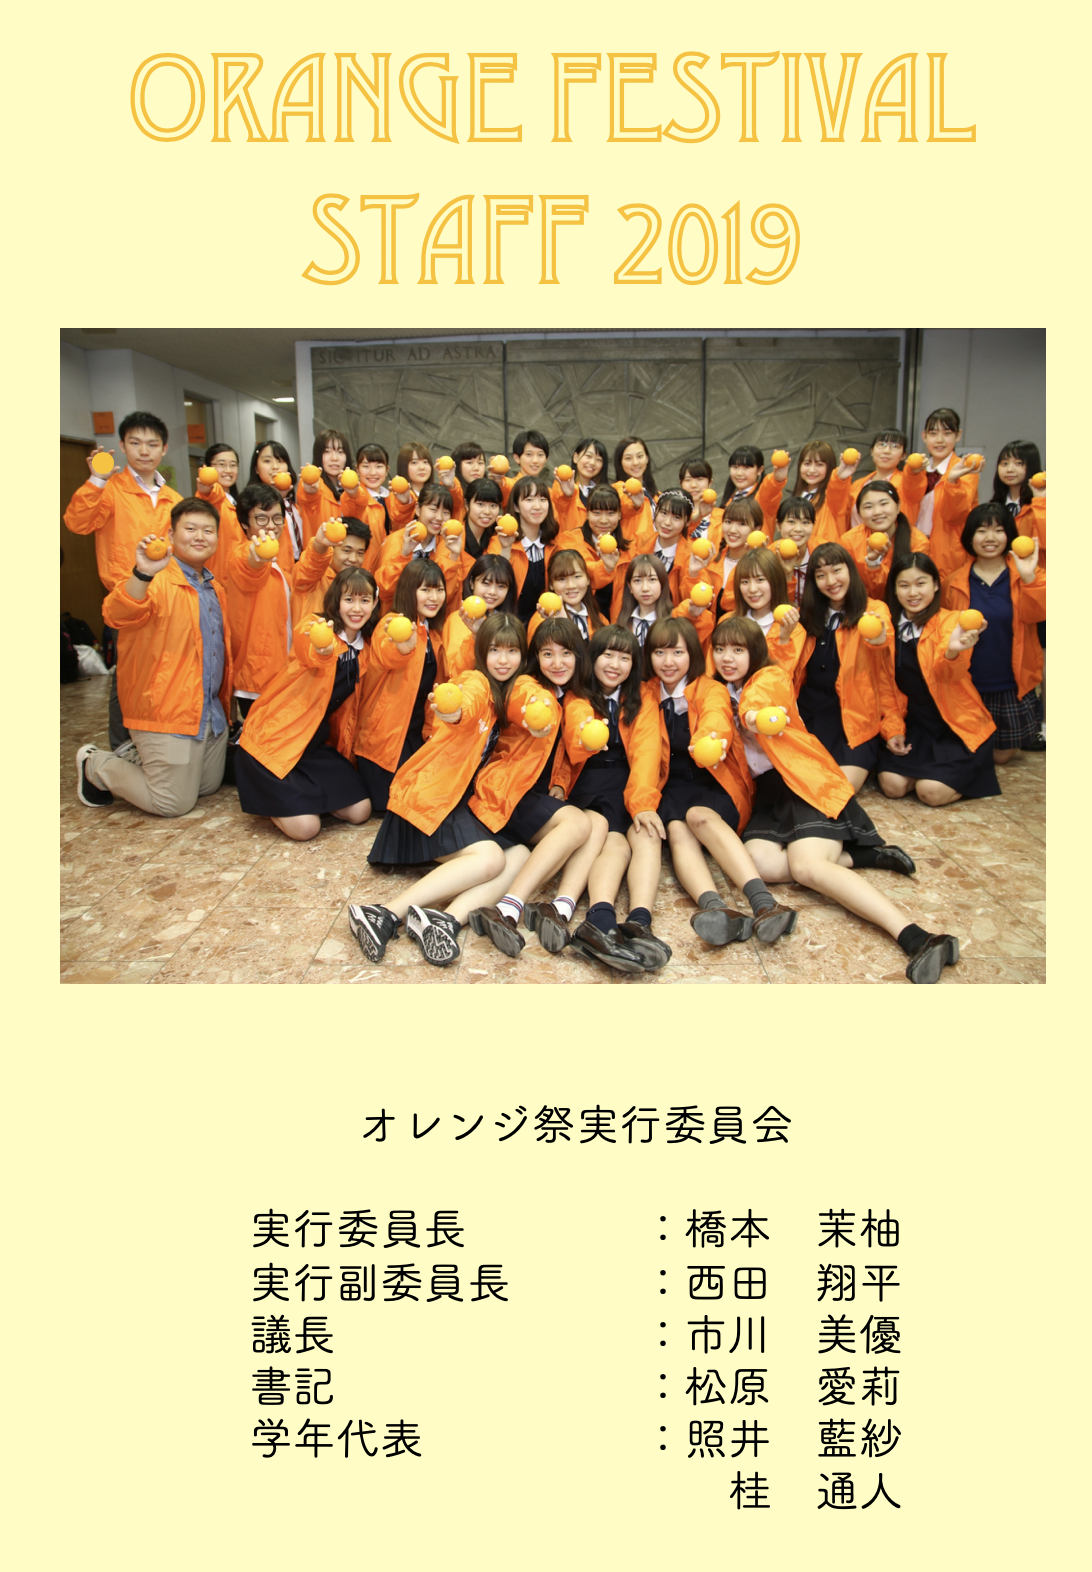 ORANGE FESTIVAL
STAFF 2019
SIC ITUR AD ASTRA
オレンジ祭実行委員会
実行委員長　：橋本　茉柚
実行副委員長　：西田　翔平
議長　：市川　美優
書記　：松原　愛莉
学年代表　：照井　藍紗
桂　通人